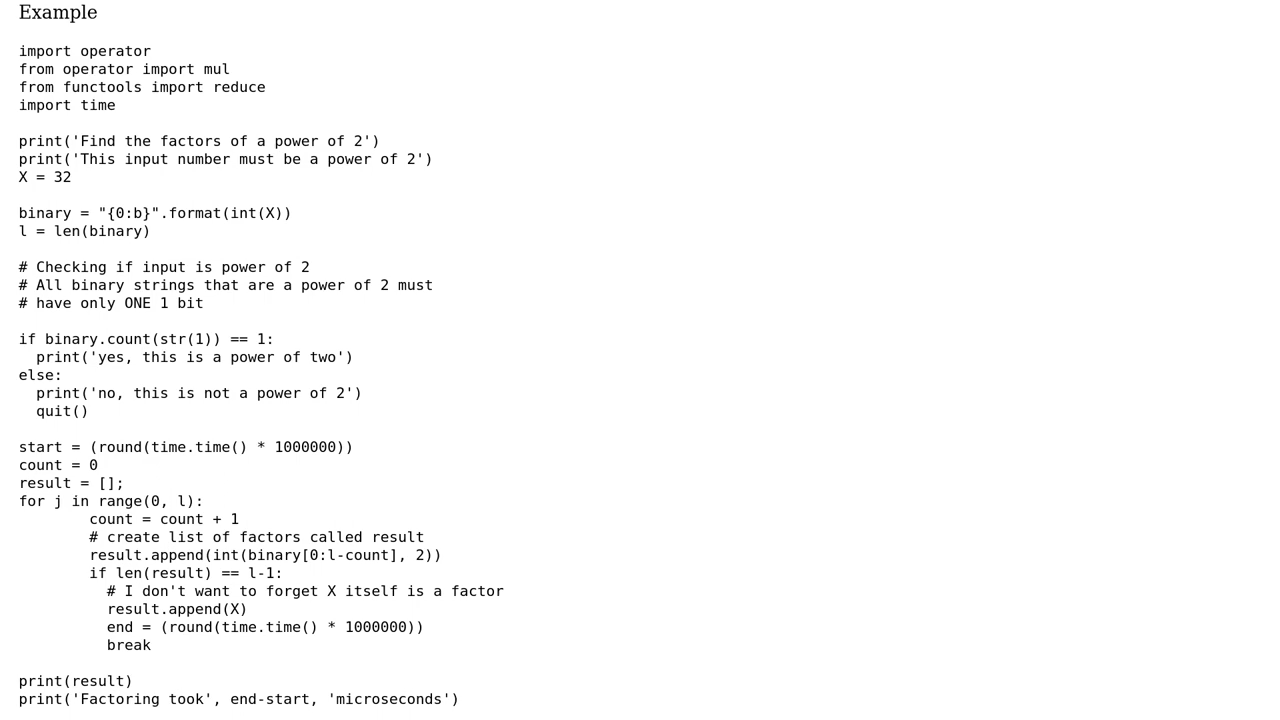 Example
import operator
from operator import mul
from functools import reduce
import time
print('Find the factors of a power of 2')
print('This input number must be a power of 2')
X = 32
binary = "{0:b}".format(int(X))
l = len(binary)
# Checking if input is power of 2
# All binary strings that are a power of 2 must
# have only ONE 1 bit
if binary.count(str(1)) == 1:
  print('yes, this is a power of two')
else:
  print('no, this is not a power of 2')
  quit()
start = (round(time.time() * 1000000))
count = 0
result = [];
for j in range(0, l):
        count = count + 1
        # create list of factors called result
        result.append(int(binary[0:l-count], 2))
        if len(result) == l-1:
          # I don't want to forget X itself is a factor
          result.append(X)
          end = (round(time.time() * 1000000))
          break
print(result)
print('Factoring took', end-start, 'microseconds')